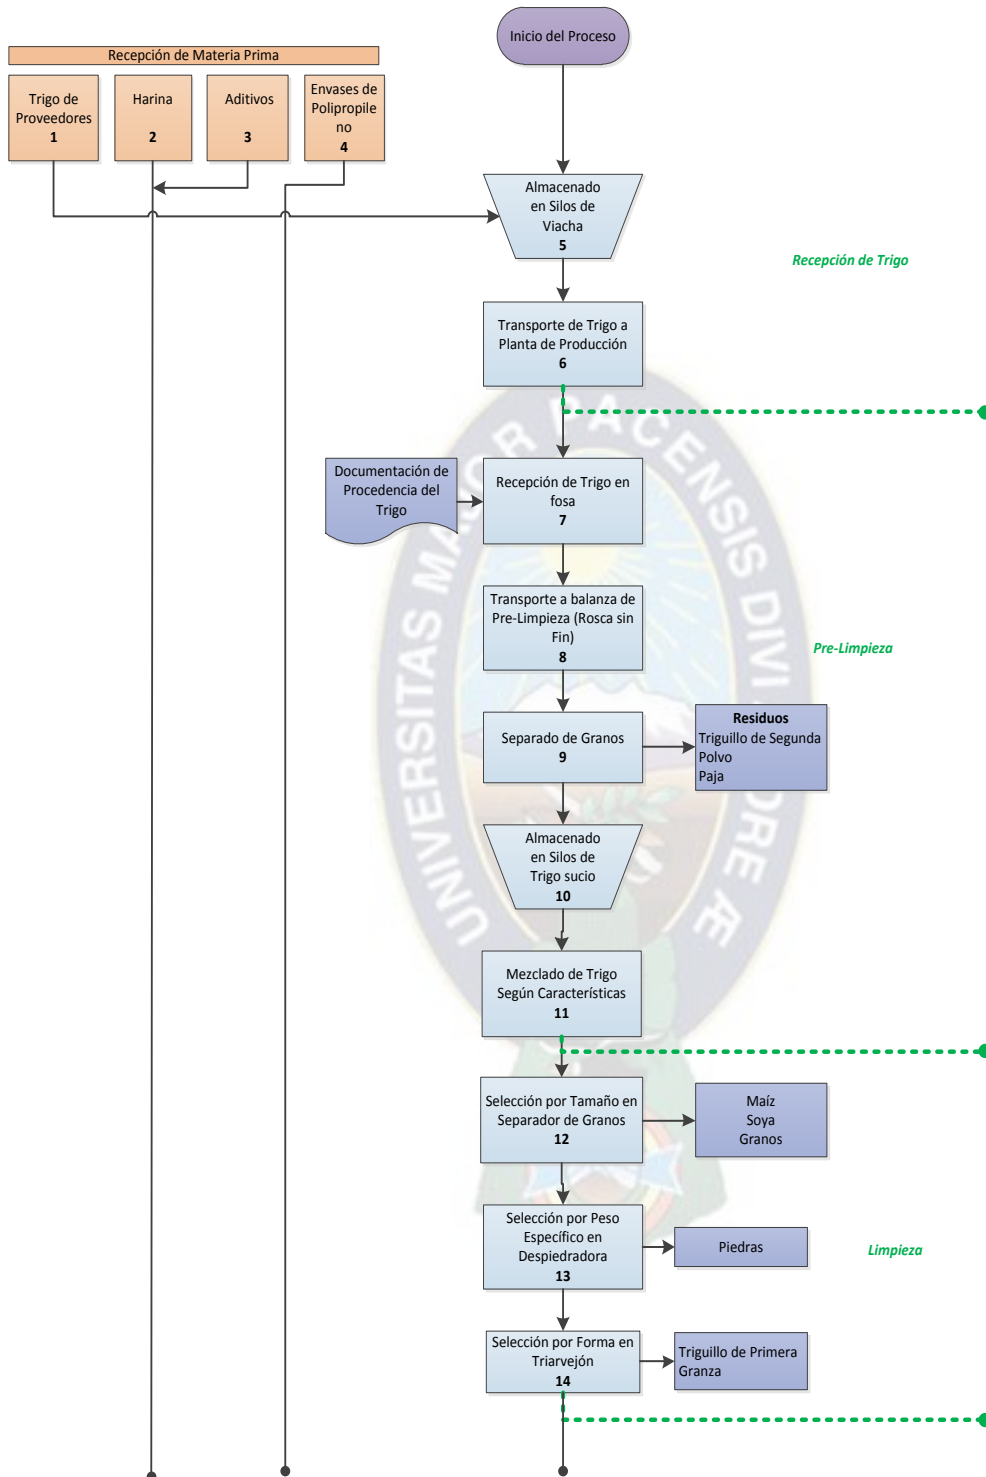 Inicio del Proceso
Recepción de Materia Prima
Trigo de
Proveedores
1
Harina
2
Aditivos
3
Envases de
Polipropile
no
4
Almacenado
en Silos de
Viacha
5
Recepción de Trigo
Transporte de Trigo a
Planta de Producción
6
Documentación de
Procedencia del
Trigo
Recepción de Trigo en
fosa
7
Transporte a balanza de
Pre-Limpieza (Rosca sin
Fin)
8
Pre-Limpieza
Separado de Granos
9
Residuos
Triguillo de Segunda
Polvo
Paja
Almacenado
en Silos de
Trigo sucio
10
Mezclado de Trigo
Según Características
11
Selección por Tamaño en
Separador de Granos
12
Maíz
Soya
Granos
Selección por Peso
Específico en
Despiedradora
13
Piedras
Limpieza
Selección por Forma en
Triarvejón
14
Triguillo de Primera
Granza
UNIVERSITAS MAJOR PACENSIS DIVI ANDRE Æ